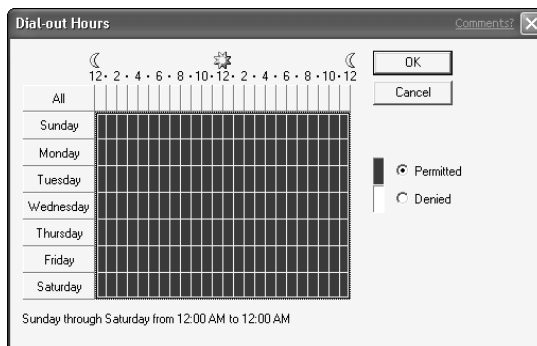 Dial-out Hours
Comments?
12 · 2 · 4 · 6 · 8 · 10 · 12 · 2 · 4 · 6 · 8 · 10 · 12
All
Sunday
Monday
Tuesday
Wednesday
Thursday
Friday
Saturday
OK
Cancel
Permitted
Denied
Sunday through Saturday from 12:00 AM to 12:00 AM